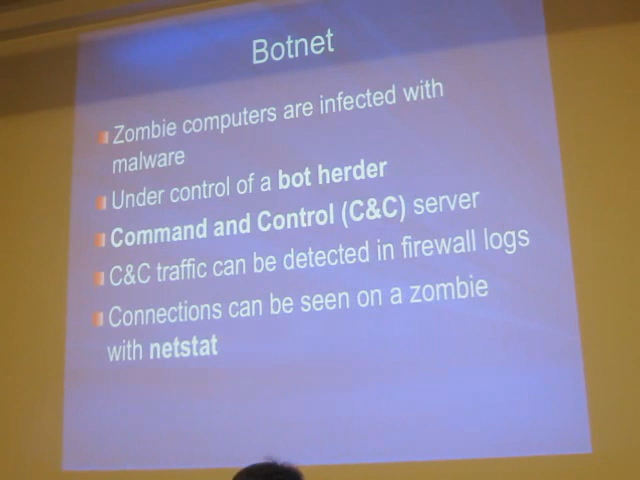 Botnet
Zombie computers are infected with
malware
Under control of a bot herder
Command and Control (C&C) server
C&C traffic can be detected in firewall logs
Connections can be seen on a zombie
with netstat